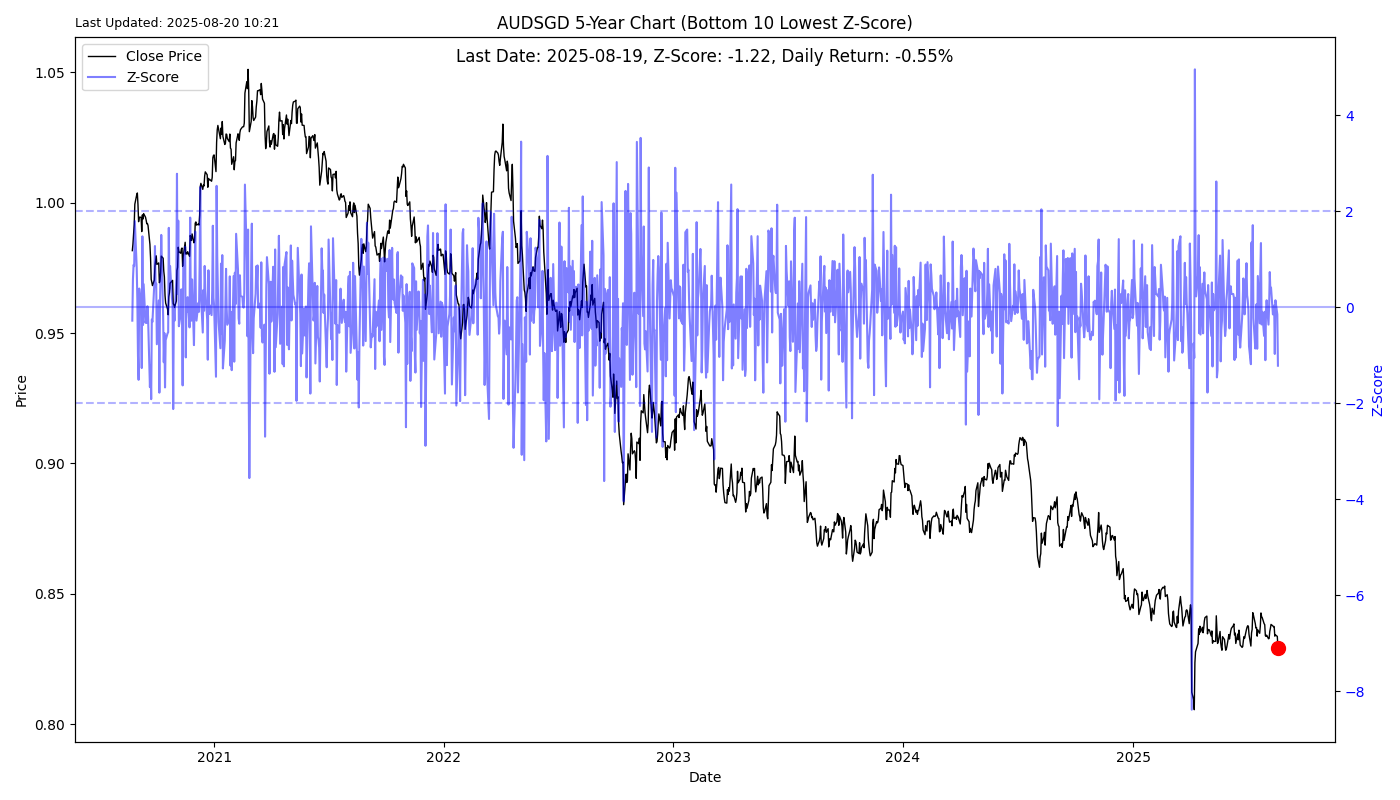 Last Updated: 2025-08-20 10:21
AUDSGD 5-Year Chart (Bottom 10 Lowest Z-Score)
Last Date: 2025-08-19, Z-Score: -1.22, Daily Return: -0.55%
Close Price
Z-Score
Price
1.05
1.00
0.95
0.90
0.85
0.80
4
2
0
−2
−4
−6
−8
Z-Score
2021
2022
2023
2024
2025
Date